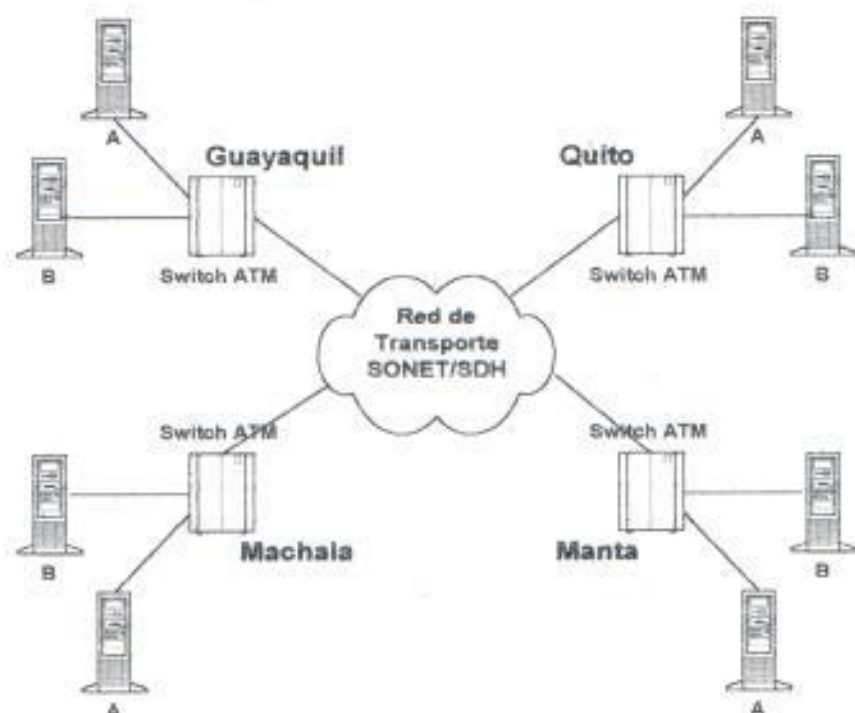 A
A
Guayaquil
Quito
B
Switch ATM
Switch ATM
B
Red de
Transporte
SONET/SDH
Switch ATM
Switch ATM
B
B
Machala
Manta
A
A